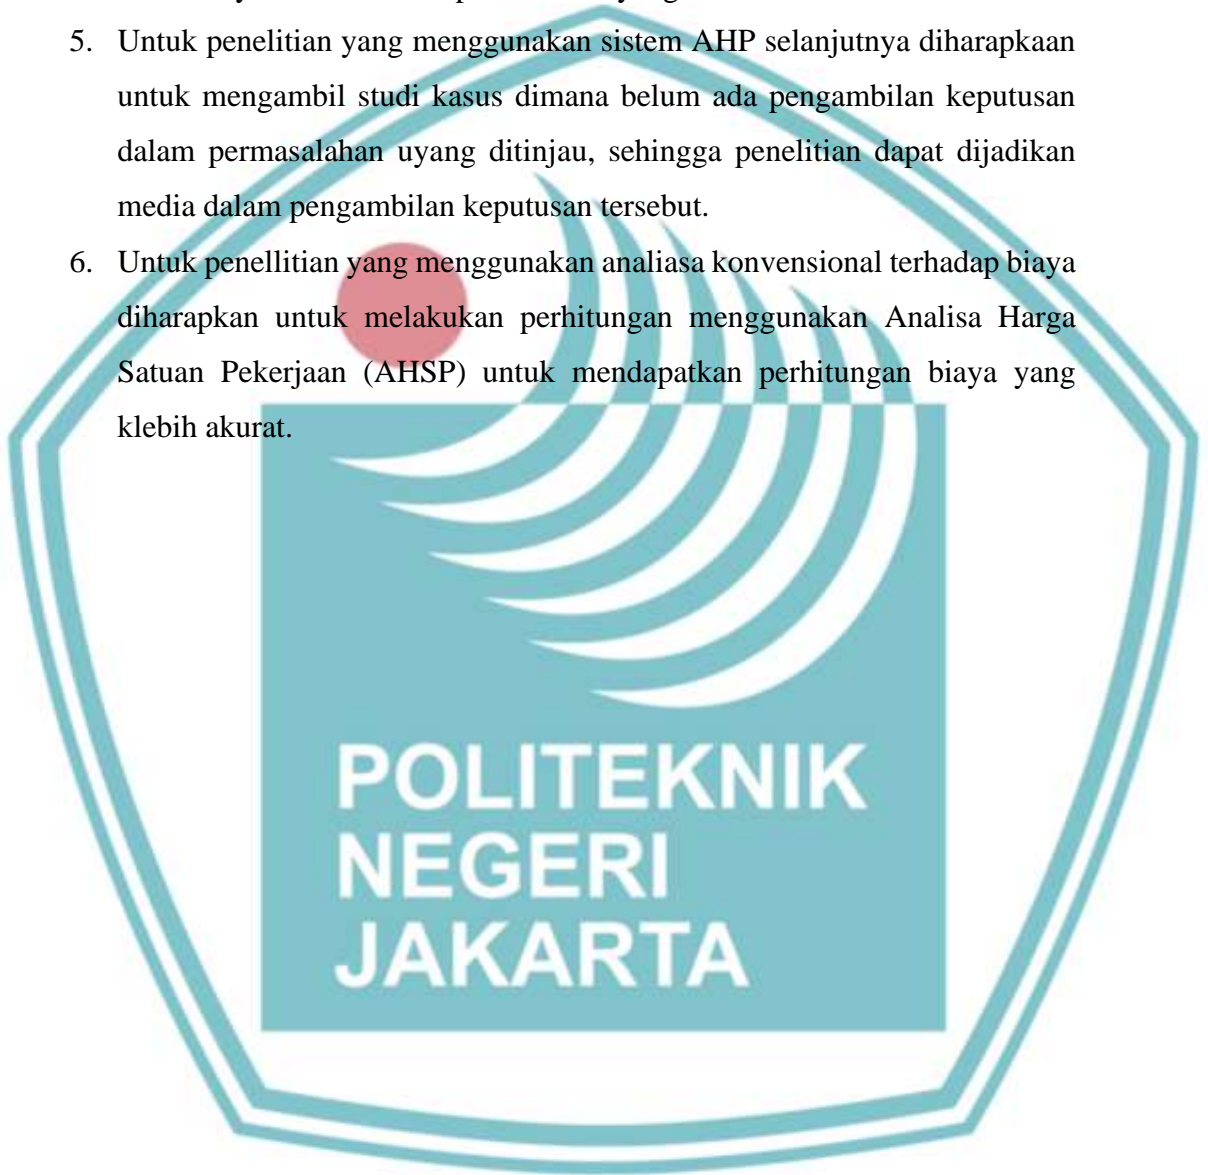 5. Untuk penelitian yang menggunakan sistem AHP selanjutnya diharapkaan
untuk mengambil studi kasus dimana belum ada pengambilan keputusan
dalam permasalahan uyang ditinjau, sehingga penelitian dapat dijadikan
media dalam pengambilan keputusan tersebut.
6. Untuk penellitian yang menggunakan analiasa konvensional terhadap biaya
diharapkan untuk melakukan perhitungan menggunakan Analisa Harga
Satuan Pekerjaan (AHSP) untuk mendapatkan perhitungan biaya yang
klebih akurat.
POLITEKNIK
NEGERI
JAKARTA